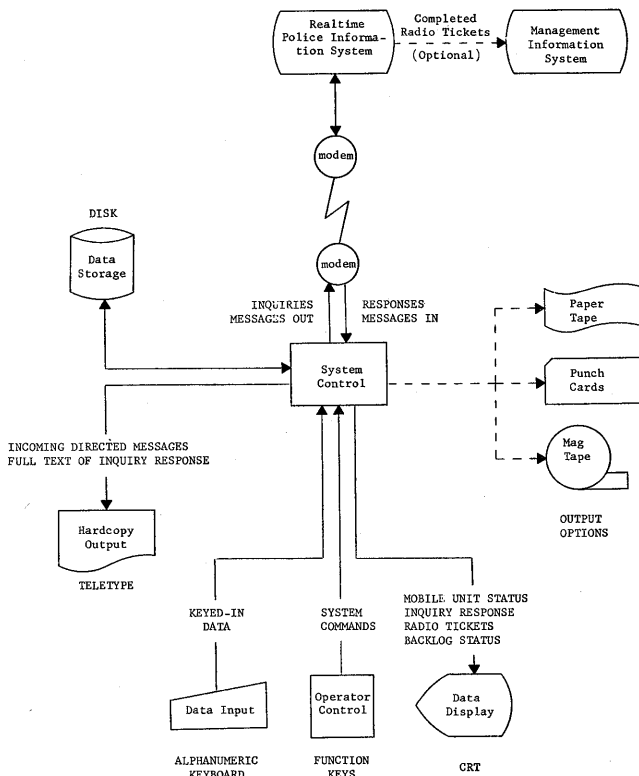 Realtime
Police Informa-
tion System
Completed
Radio Tickets
(Optional)
Management
Information
System
modem
DISK
Data
Storage
modem
INQUIRIES
MESSAGES OUT
RESPONSES
MESSAGES IN
Paper
Tape
System
Control
Punch
Cards
INCOMING DIRECTED MESSAGES
FULL TEXT OF INQUIRY RESPONSE
Mag
Tape
Hardcopy
Output
OUTPUT
OPTIONS
TELETYPE
KEYED-IN
DATA
SYSTEM
COMMANDS
MOBILE UNIT STATUS
INQUIRY RESPONSE
RADIO TICKETS
BACKLOG STATUS
Data Input
Operator
Control
Data
Display
ALPHANUMERIC
KEYBOARD
FUNCTION
KEYS
CRT